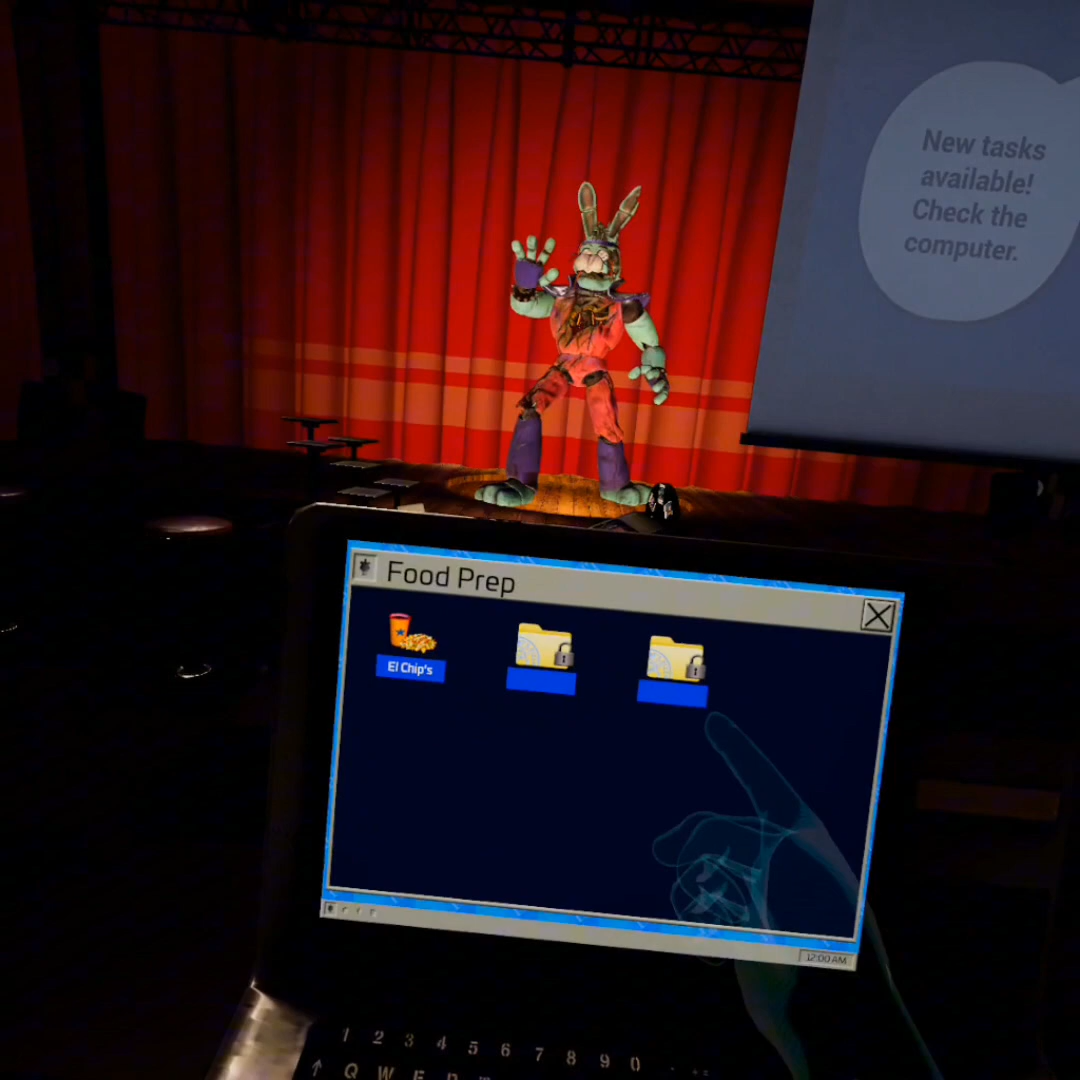 New tasks
available!
Check the
computer.
Food Prep
El Chip's
12:00 AM
1 2 3 4 5 6 7 8 9 0
Q W E